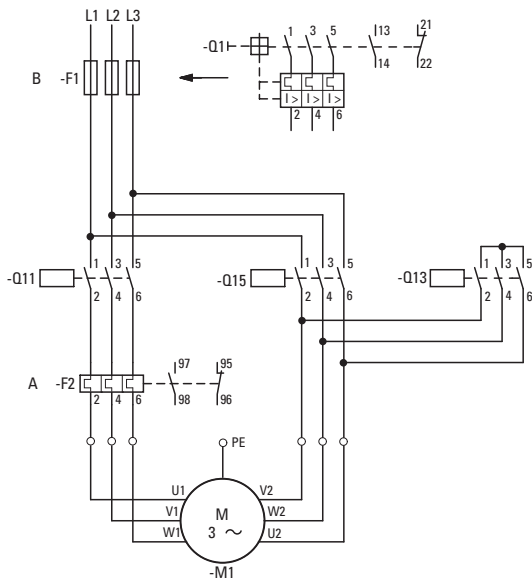 L1 L2 L3
-Q1 1 3 5 13 21
B -F1 14 22
I> I> I>
2 4 6
1 3 5 1 3 5 1 3 5
-Q11 -Q15 -Q13
2 4 6 2 4 6 2 4 6
97 95
A -F2
2 4 6 98 96
PE
U1 V2
V1 M W2
W1 3 ~ U2
-M1